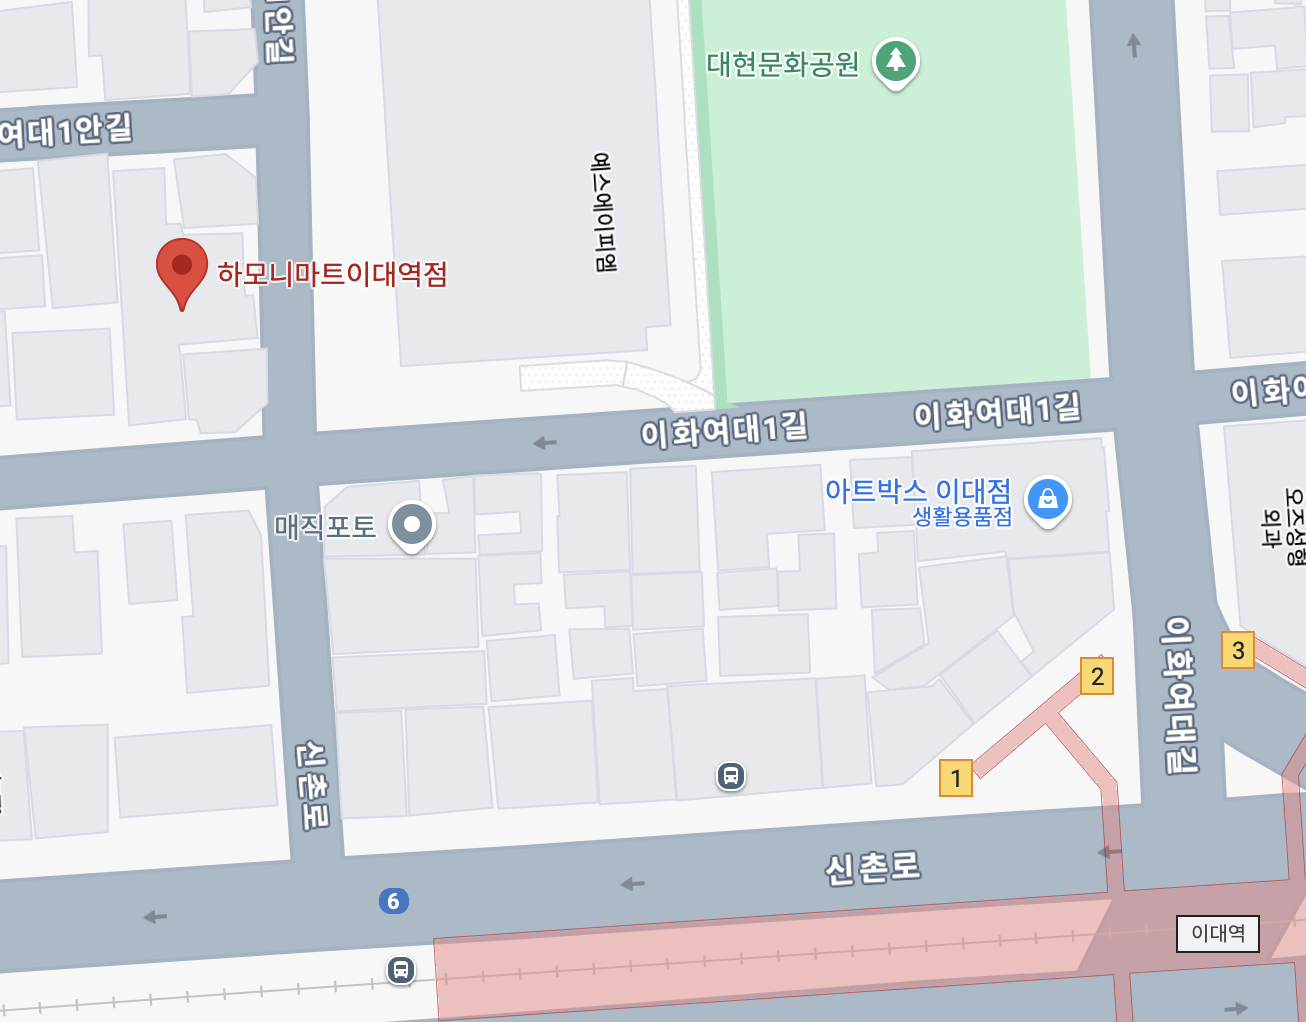 대현문화공원
여대1안길
예스에이피엠
하모니마트이대역점
이화여대1길
이화여대1길
아트박스 이대점
생활용품점
매직포토
오즈성형
외과
3
이화여대길
2
1
신촌로
신촌로
6
이대역